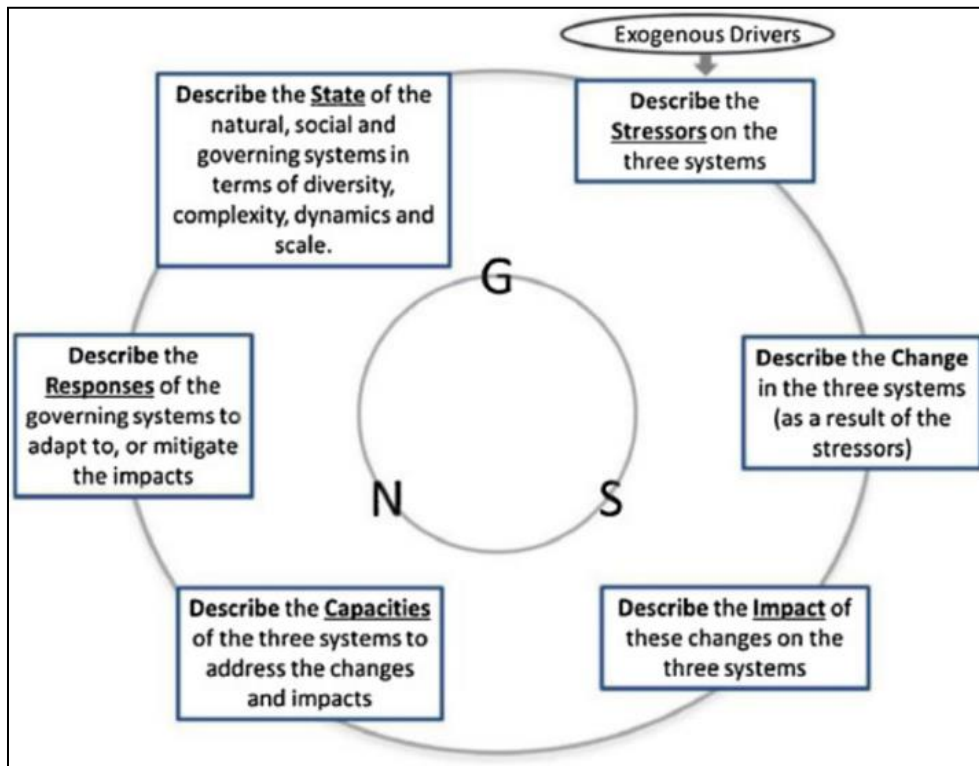 Exogenous Drivers
Describe the State of the
natural, social and
governing systems in
terms of diversity,
complexity, dynamics and
scale.
Describe the
Stressors on the
three systems
G
Describe the
Responses of the
governing systems to
adapt to, or mitigate
the impacts
Describe the Change
in the three systems
(as a result of the
stressors)
N
S
Describe the Capacities
of the three systems to
address the changes
and impacts
Describe the Impact of
these changes on the
three systems